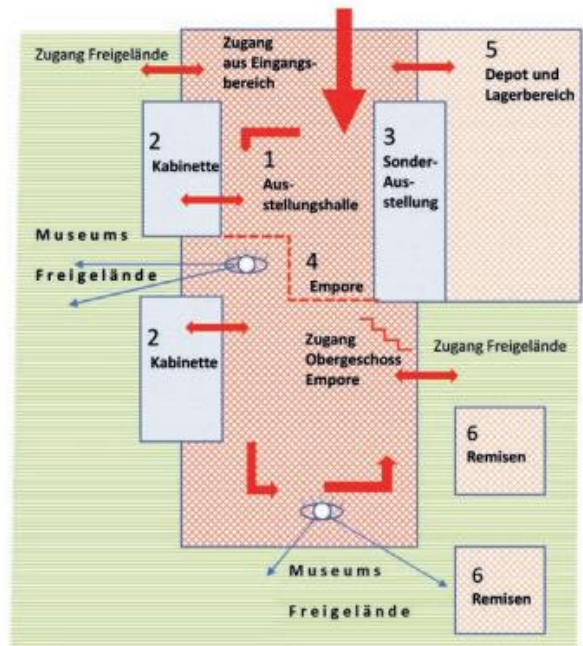 Zugang Freigelände
Zugang
aus Eingangs-
bereich
5
Depot und
Lagerbereich
2
Kabinette
1
Aus-
stellungshalle
3
Sonder-
Aus-
stellung
Museums
Freigelände
4
Empore
2
Kabinette
Zugang
Obergeschoss
Empore
Zugang Freigelände
6
Remisen
Museums
Freigelände
6
Remisen